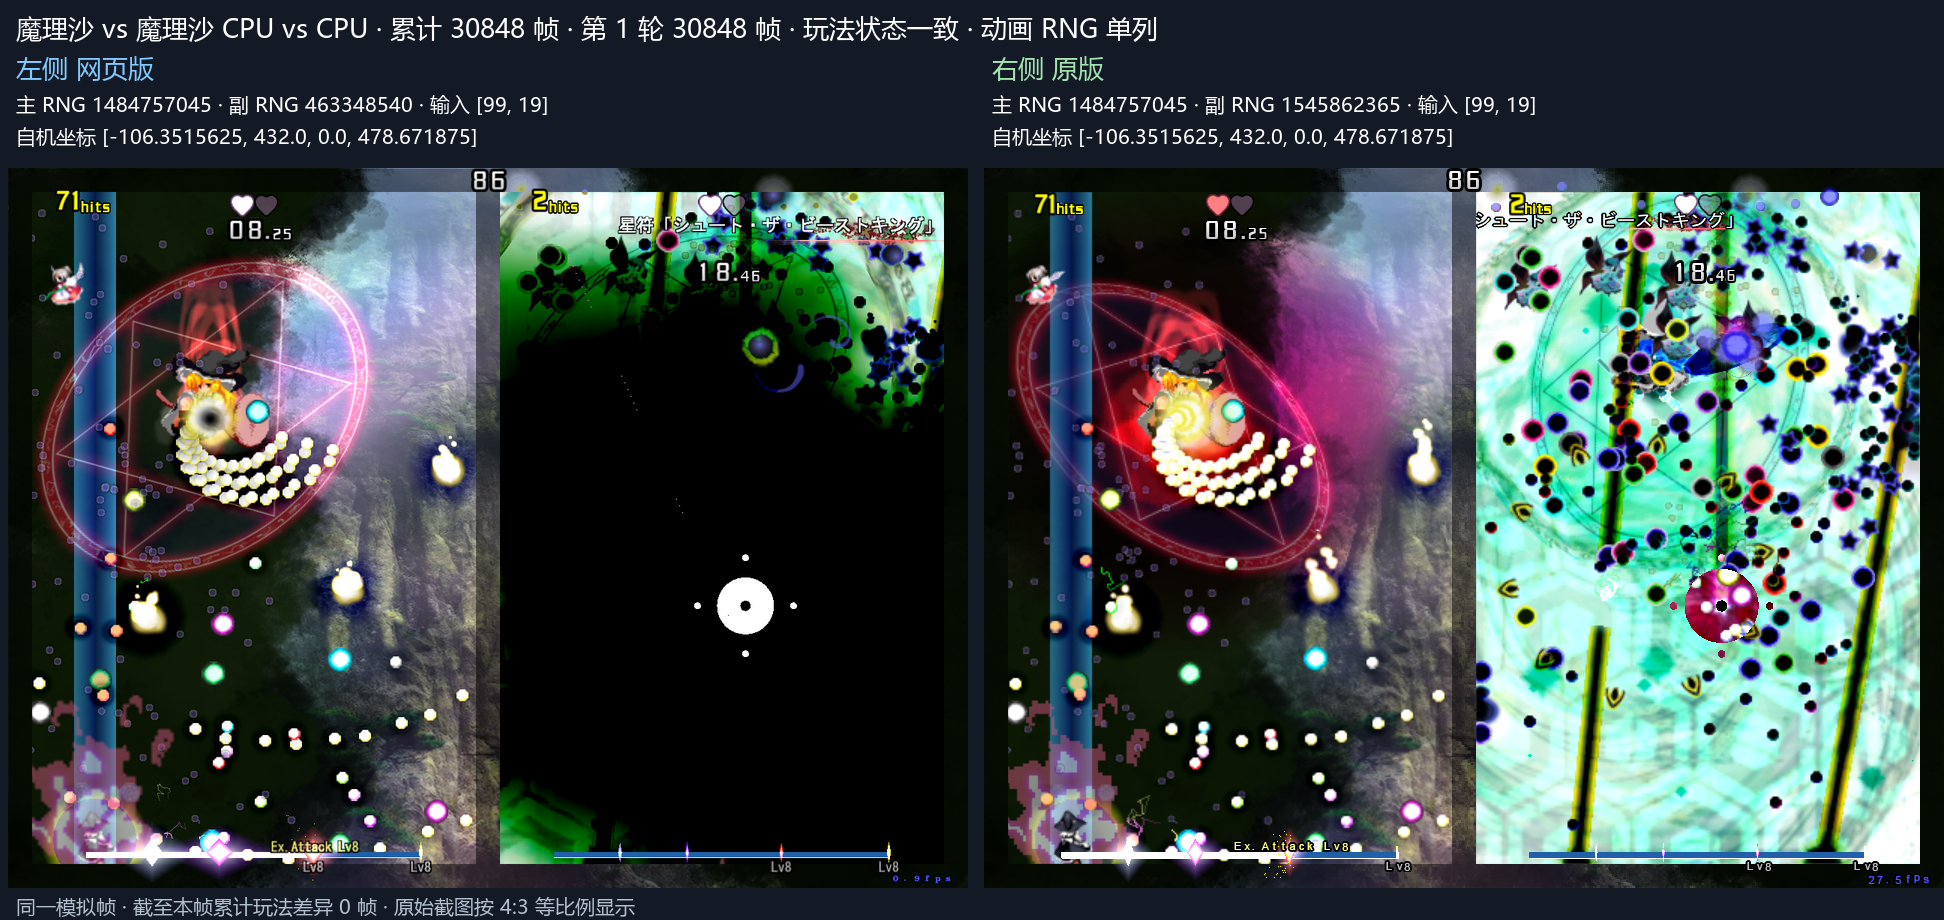 魔理沙 vs 魔理沙 CPU vs CPU · 累计 30848 帧 · 第 1 轮 30848 帧 · 玩法状态一致 · 动画 RNG 单列
左侧 网页版
主 RNG 1484757045 · 副 RNG 463348540 · 输入 [99, 19]
自机坐标 [-106.3515625, 432.0, 0.0, 478.671875]
右侧 原版
主 RNG 1484757045 · 副 RNG 1545862365 · 输入 [99, 19]
自机坐标 [-106.3515625, 432.0, 0.0, 478.671875]
86
71hits
08.25
2hits
星符「シュート・ザ・ビーストキング」
18.46
Ex.Attack Lv8
Lv8
Lv8
Lv8
Lv8
0.9fps
86
71hits
08.25
2hits
シュート・ザ・ビーストキング」
18.46
Ex.Attack Lv8
Lv8
Lv8
Lv8
27.5fps
同一模拟帧 · 截至本帧累计玩法差异 0 帧 · 原始截图按 4:3 等比例显示